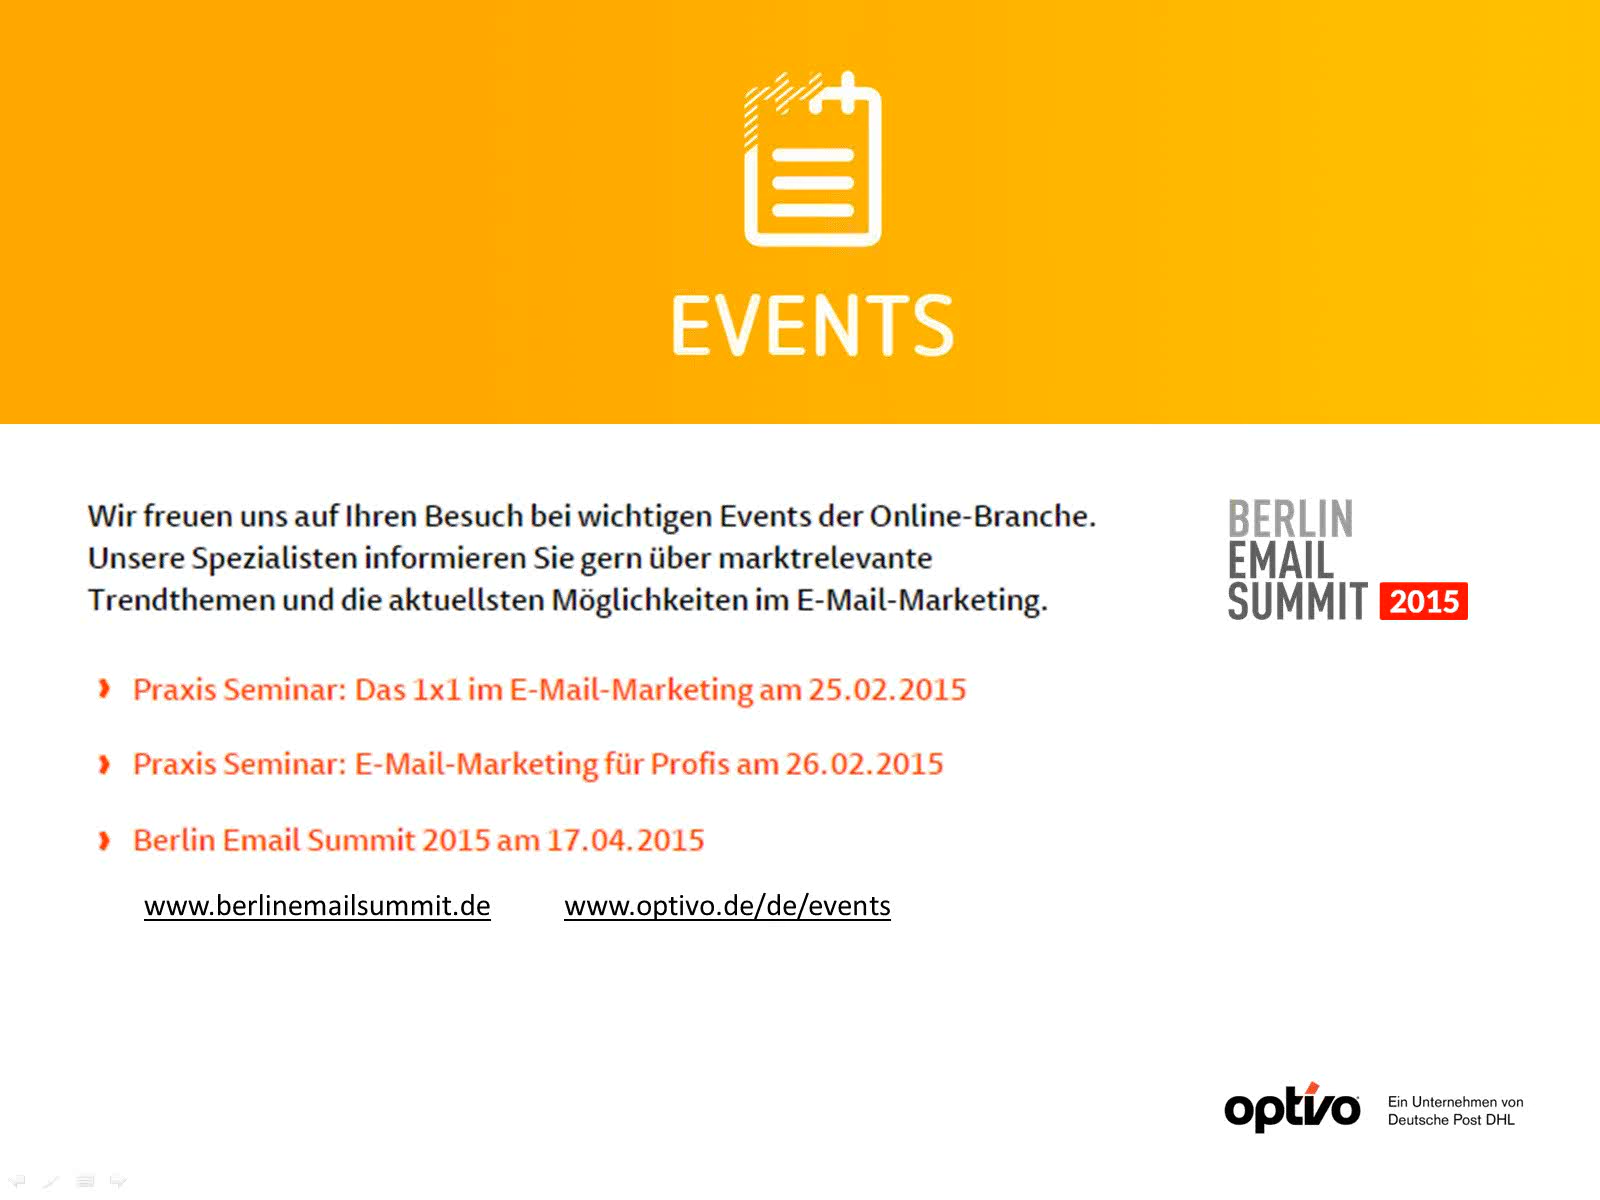 EVENTS
Wir freuen uns auf Ihren Besuch bei wichtigen Events der Online-Branche.
Unsere Spezialisten informieren Sie gern über marktrelevante
Trendthemen und die aktuellsten Möglichkeiten im E-Mail-Marketing.
BERLIN
EMAIL
SUMMIT 2015
Praxis Seminar: Das 1x1 im E-Mail-Marketing am 25.02.2015
Praxis Seminar: E-Mail-Marketing für Profis am 26.02.2015
Berlin Email Summit 2015 am 17.04.2015
www.berlinemailsummit.de www.optivo.de/de/events
optivo
Ein Unternehmen von
Deutsche Post DHL